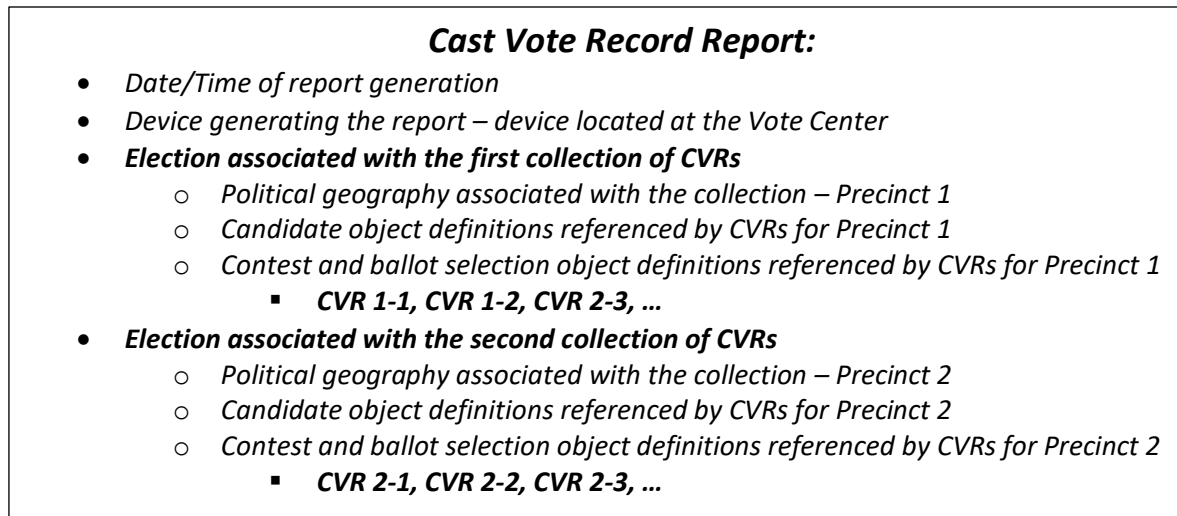 Cast Vote Record Report:
• Date/Time of report generation
• Device generating the report – device located at the Vote Center
• Election associated with the first collection of CVRs
o Political geography associated with the collection – Precinct 1
o Candidate object definitions referenced by CVRs for Precinct 1
o Contest and ballot selection object definitions referenced by CVRs for Precinct 1
▪ CVR 1-1, CVR 1-2, CVR 2-3, …
• Election associated with the second collection of CVRs
o Political geography associated with the collection – Precinct 2
o Candidate object definitions referenced by CVRs for Precinct 2
o Contest and ballot selection object definitions referenced by CVRs for Precinct 2
▪ CVR 2-1, CVR 2-2, CVR 2-3, …